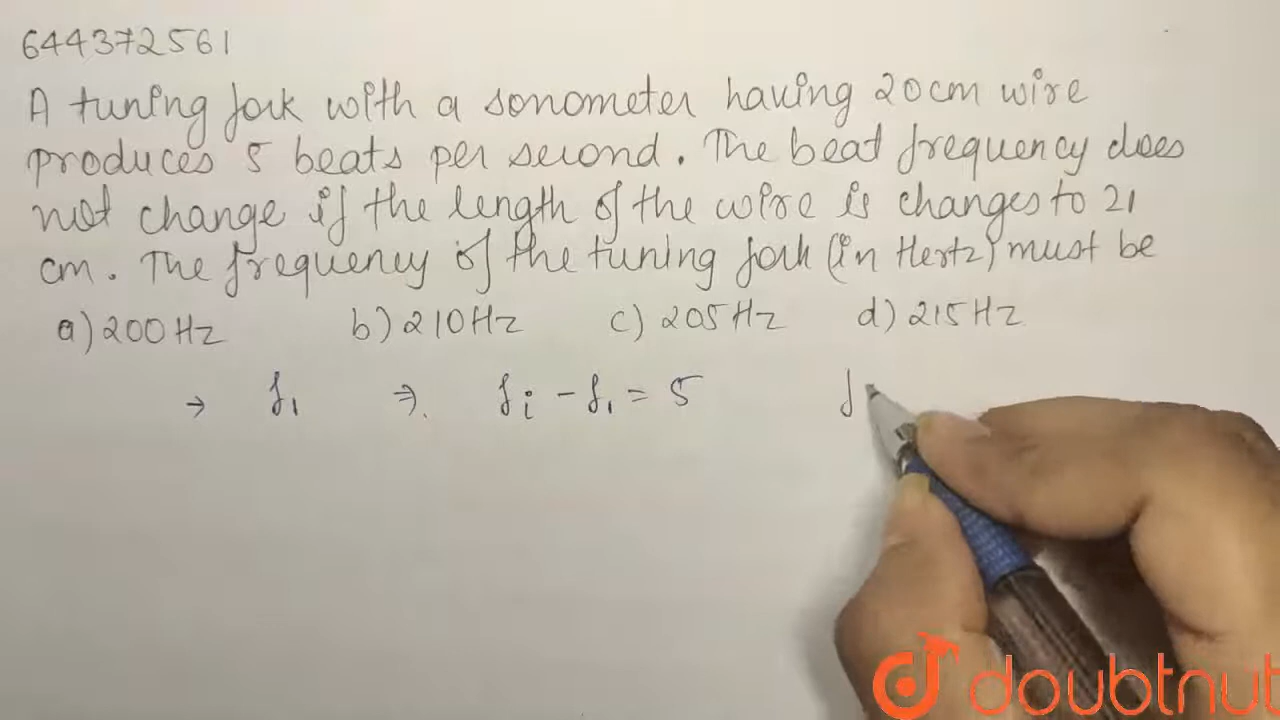 644372561
A tuning fork with a sonometer having 20cm wire
produces 5 beats per second. The beat frequency does
not change if the length of the wire is changes to 21
cm. The frequency of the tuning fork (in Hertz) must be
a) 200 Hz b) 210 Hz c) 205 Hz d) 215 Hz
→ f₁ ⇒. fi - f₁ = 5 f
doubtnut